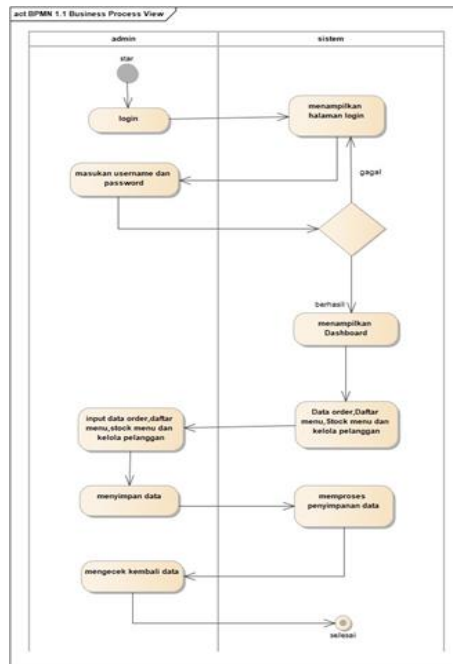 act BPMN 1.1 Business Process View
admin
sistem
star
login
menampilkan
halaman login
masukan username dan
password
gagal
berhasil
menampilkan
Dashboard
input data order,daftar
menu,stock menu dan
kelola pelanggan
Data order,Daftar
menu,Stock menu dan
kelola pelanggan
menyimpan data
memproses
penyimpanan data
mengecek kembali data
selesai